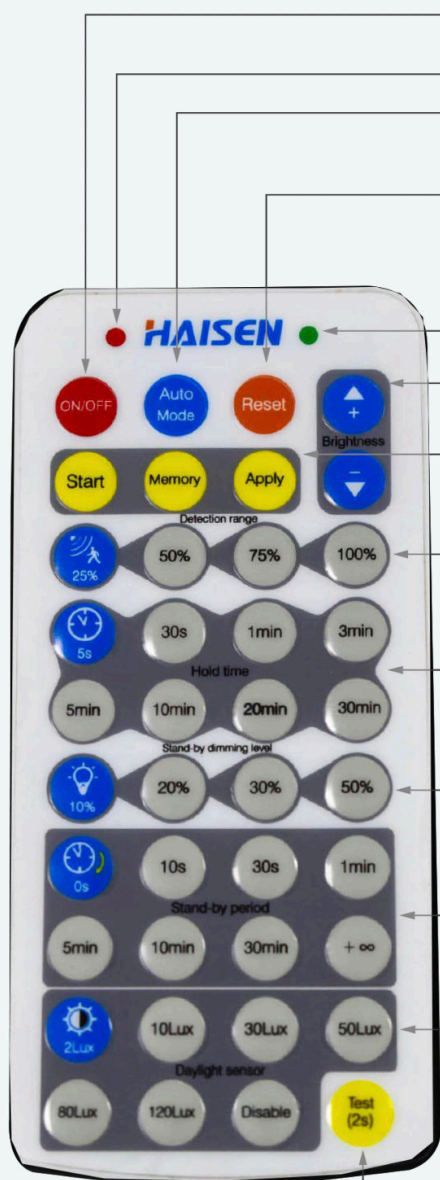 HAISEN
ON/OFF
Auto
Mode
Reset
+
Brightness
−
Start
Memory
Apply
Detection range
25%
50%
75%
100%
5s
30s
1min
3min
Hold time
5min
10min
20min
30min
Stand-by dimming level
10%
20%
30%
50%
0s
10s
30s
1min
Stand-by period
5min
10min
30min
+ ∞
2Lux
10Lux
30Lux
50Lux
Daylight sensor
80Lux
120Lux
Disable
Test
(2s)